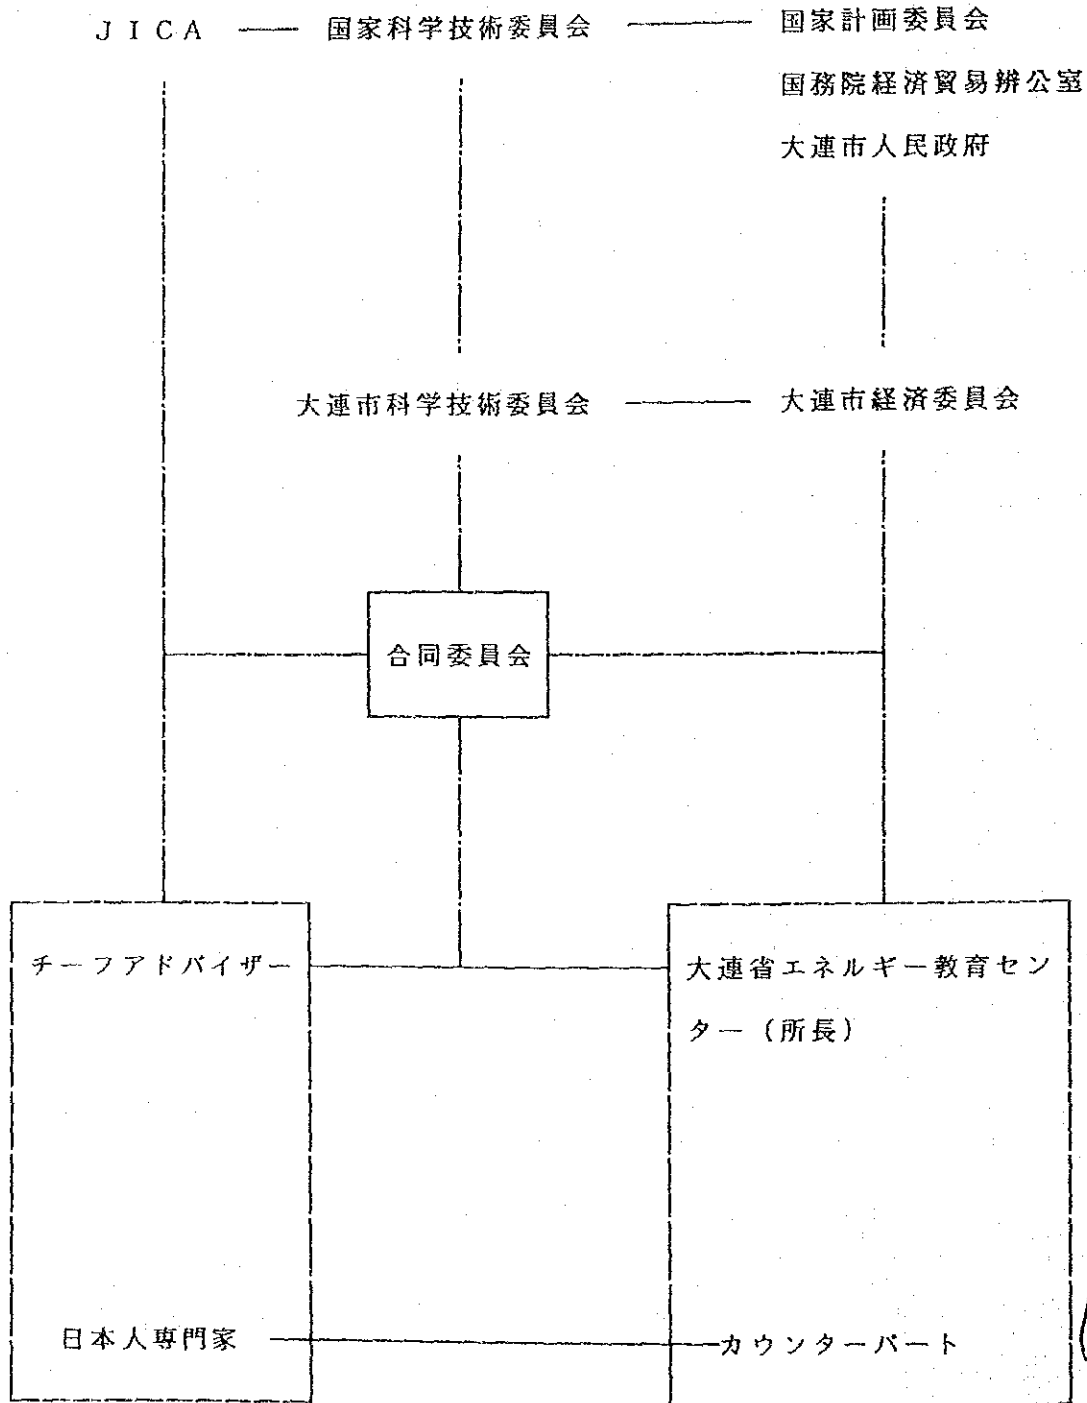 JICA 国家科学技術委員会 国家計画委員会
国務院経済貿易辦公室
大連市人民政府
大連市科学技術委員会 大連市経済委員会
合同委員会
チーフアドバイザー 大連省エネルギー教育セン
ター(所長)
日本人専門家 カウンターパート